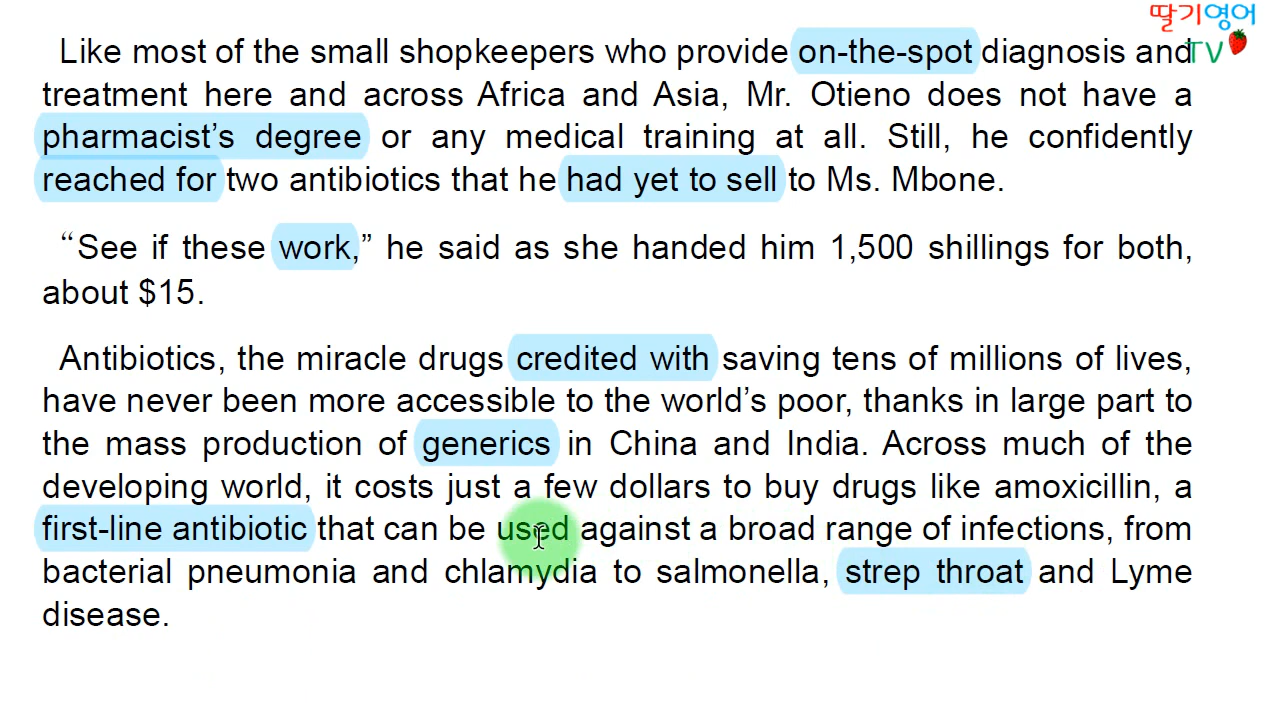 딸기영어
TV
Like most of the small shopkeepers who provide on-the-spot diagnosis and
treatment here and across Africa and Asia, Mr. Otieno does not have a
pharmacist’s degree or any medical training at all. Still, he confidently
reached for two antibiotics that he had yet to sell to Ms. Mbone.
“See if these work,” he said as she handed him 1,500 shillings for both,
about $15.
Antibiotics, the miracle drugs credited with saving tens of millions of lives,
have never been more accessible to the world’s poor, thanks in large part to
the mass production of generics in China and India. Across much of the
developing world, it costs just a few dollars to buy drugs like amoxicillin, a
first-line antibiotic that can be used against a broad range of infections, from
bacterial pneumonia and chlamydia to salmonella, strep throat and Lyme
disease.